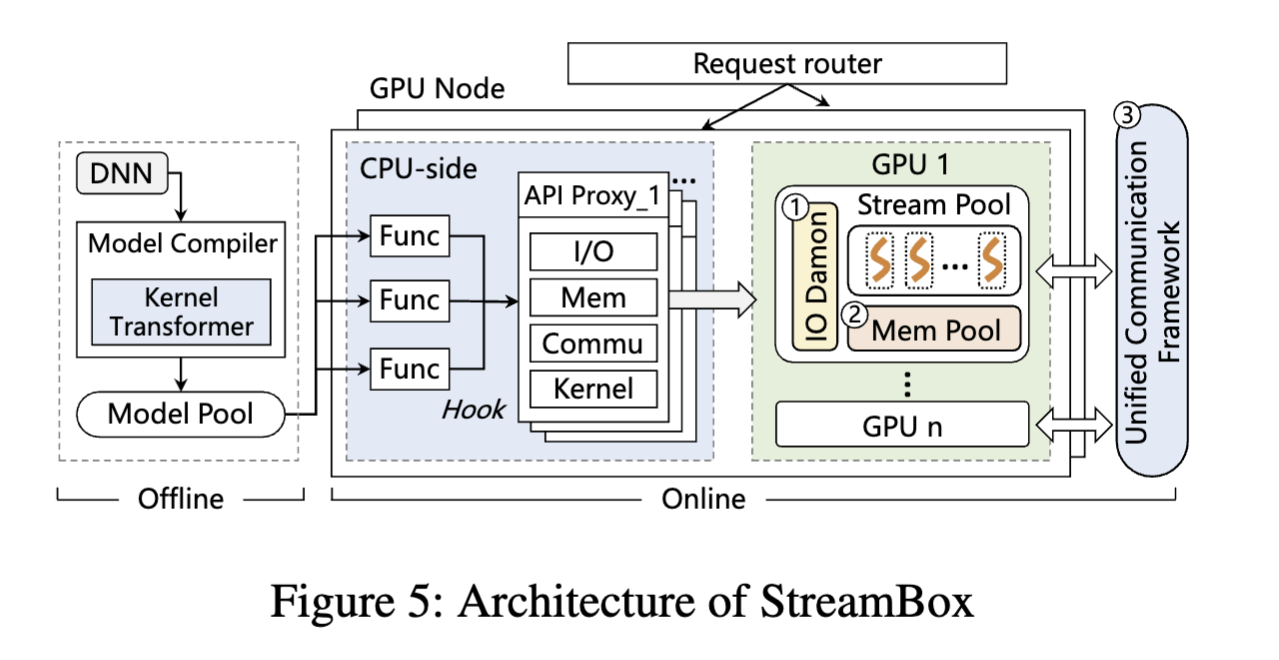 Request router
GPU Node
DNN
Model Compiler
Kernel
Transformer
Model Pool
Offline
CPU-side
Func
Func
Func
Hook
API Proxy_1
...
I/O
Mem
Commu
Kernel
GPU 1
1
IO Damon
Stream Pool
...
2
Mem Pool
GPU n
3
Unified Communication
Framework
Online
Figure 5: Architecture of StreamBox